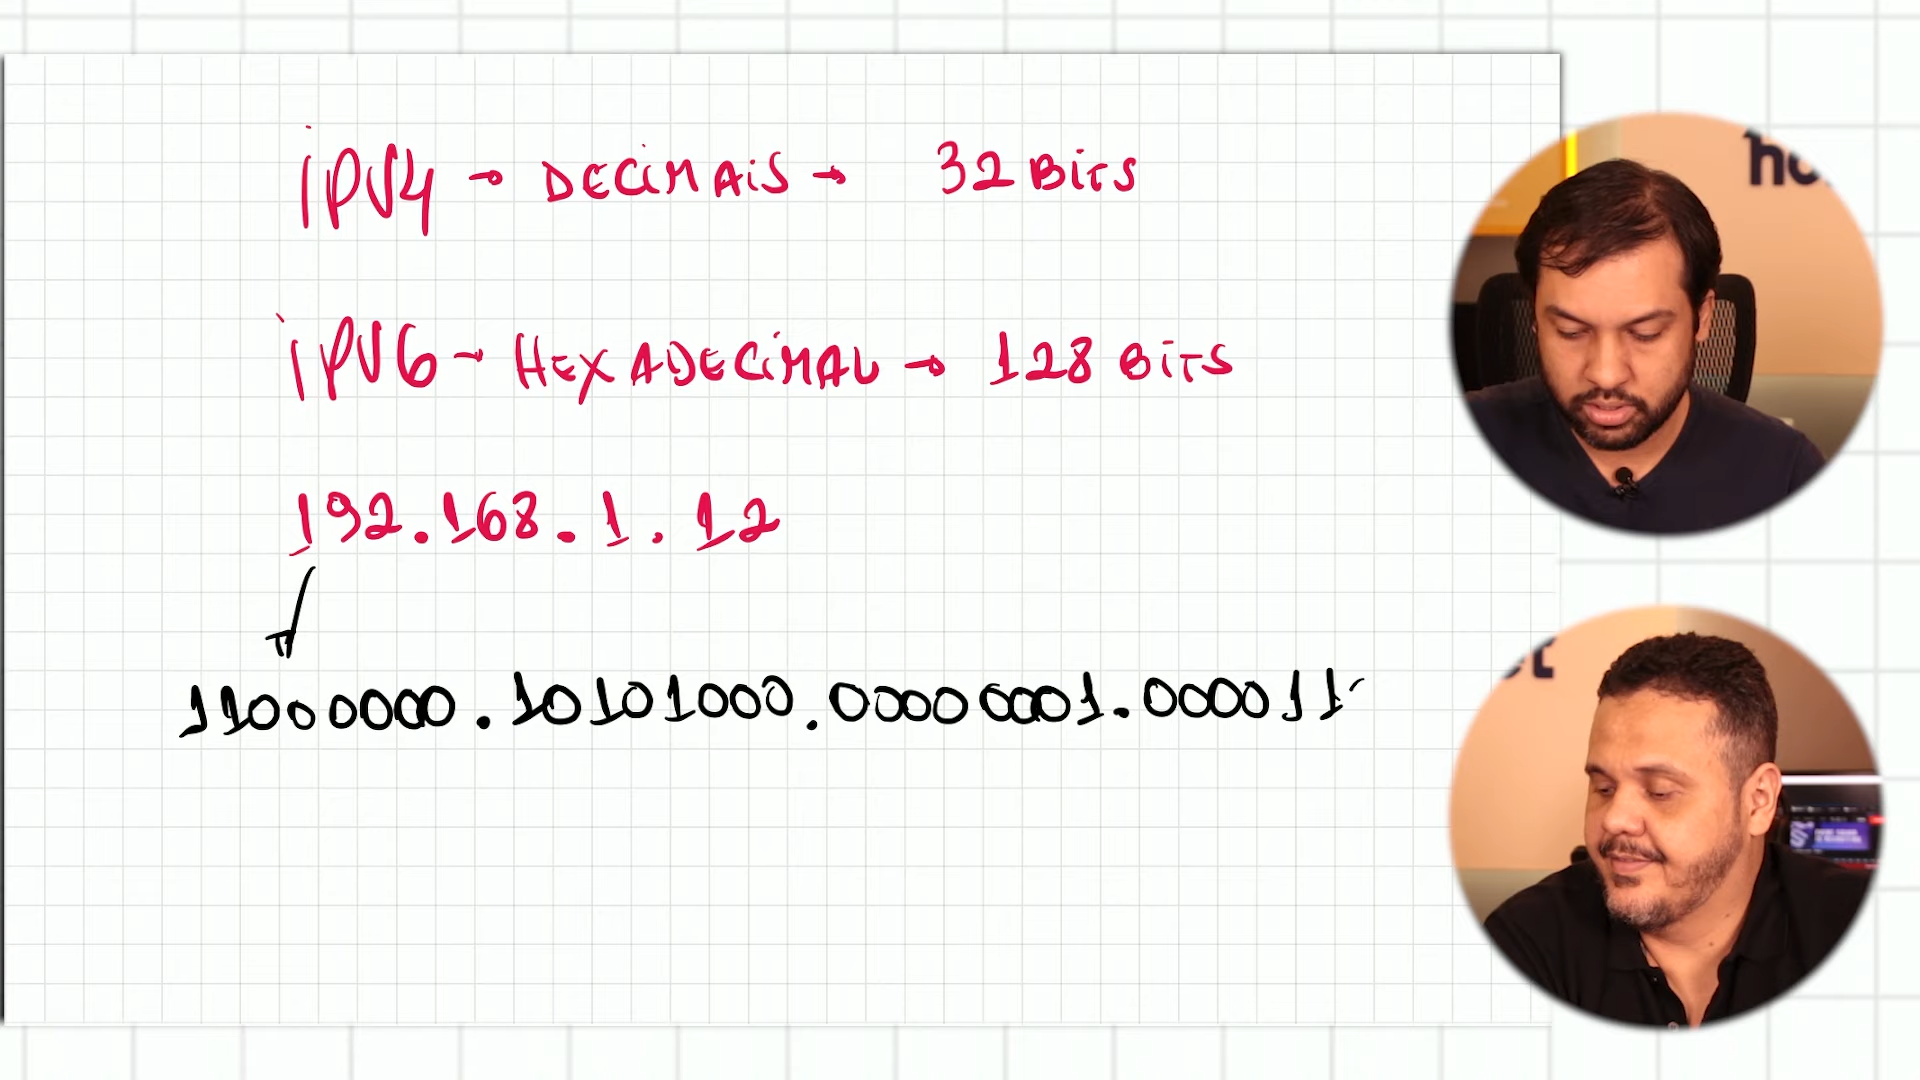 iPV4 → DECiMAiS → 32 BiTS
iPV6 → HEXADECiMAL → 128 BiTS
192.168.1.12
11000000.10101000.00000001.000011